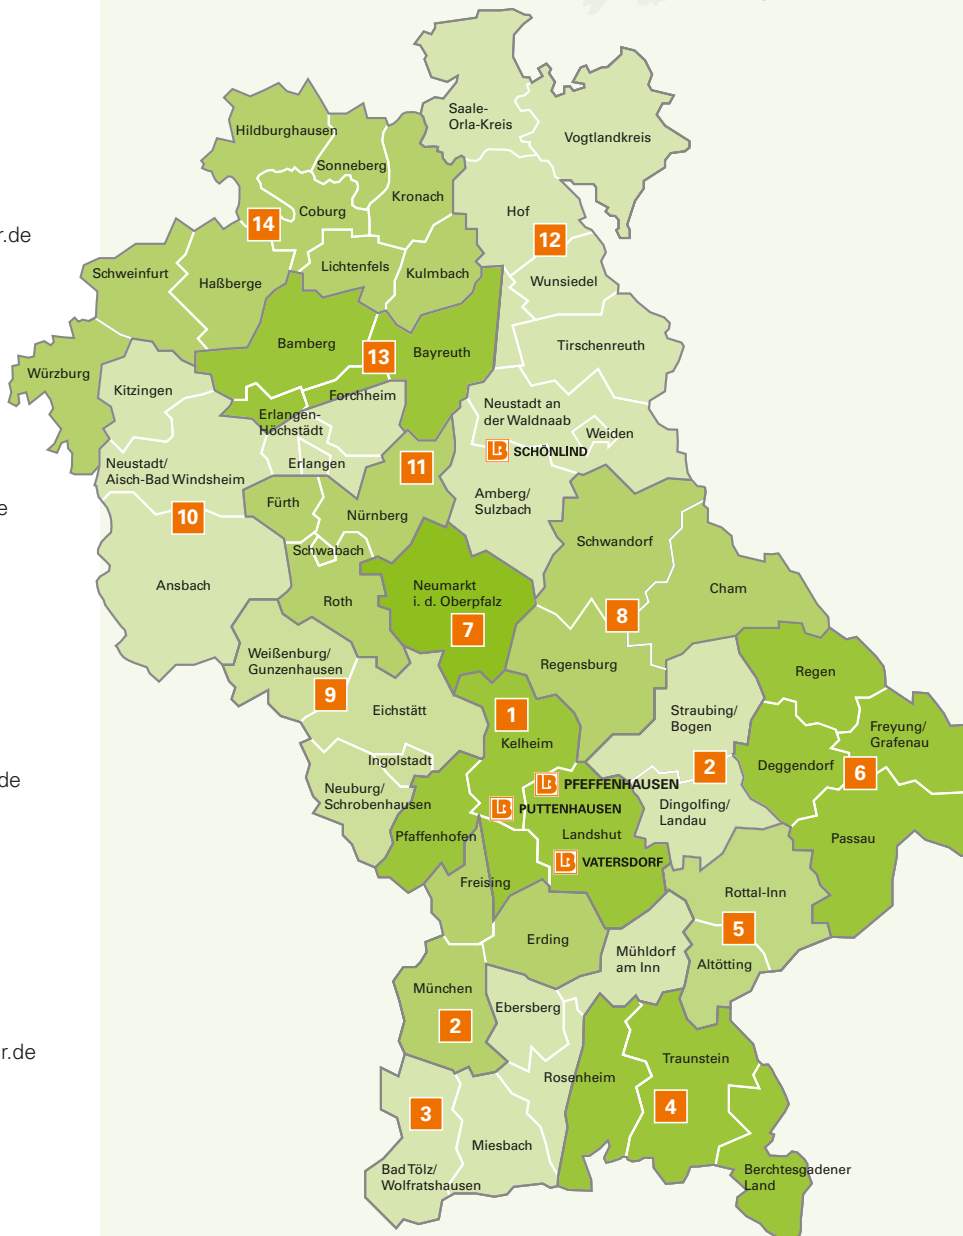 Saale-
Orla-Kreis
Vogtlandkreis
Hildburghausen
Sonneberg
Kronach
Coburg
14
Hof
12
r.de
Schweinfurt
Haßberge
Lichtenfels
Kulmbach
Wunsiedel
Bamberg
13
Bayreuth
Tirschenreuth
Würzburg
Kitzingen
Forchheim
Erlangen-
Höchstädt
Neustadt an
der Waldnaab
Weiden
LB SCHÖNLIND
Neustadt/
Aisch-Bad Windsheim
Erlangen
11
Amberg/
Sulzbach
e
10
Fürth
Nürnberg
Schwabach
Schwandorf
Ansbach
Roth
Neumarkt
i. d. Oberpfalz
7
8
Cham
Weißenburg/
Gunzenhausen
9
Regensburg
Regen
Eichstätt
1
Kelheim
Straubing/
Bogen
2
Freyung/
Grafenau
Deggendorf
6
de
Ingolstadt
Neuburg/
Schrobenhausen
LB PFEFFENHAUSEN
LB PUTTENHAUSEN
Dingolfing/
Landau
Pfaffenhofen
Landshut
Passau
LB VATERSDORF
Freising
Rottal-Inn
5
Erding
Mühldorf
am Inn
Altötting
München
2
Ebersberg
r.de
Rosenheim
Traunstein
4
3
Miesbach
Bad Tölz/
Wolfratshausen
Berchtesgadener
Land